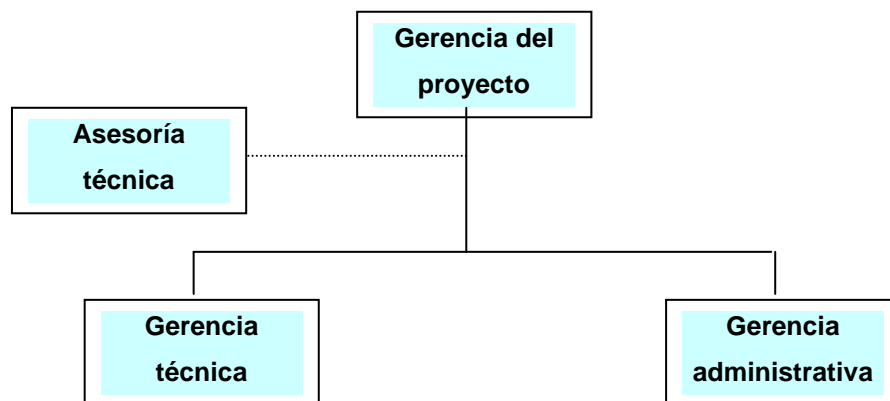 Gerencia del
proyecto
Asesoría
técnica
Gerencia
técnica
Gerencia
administrativa